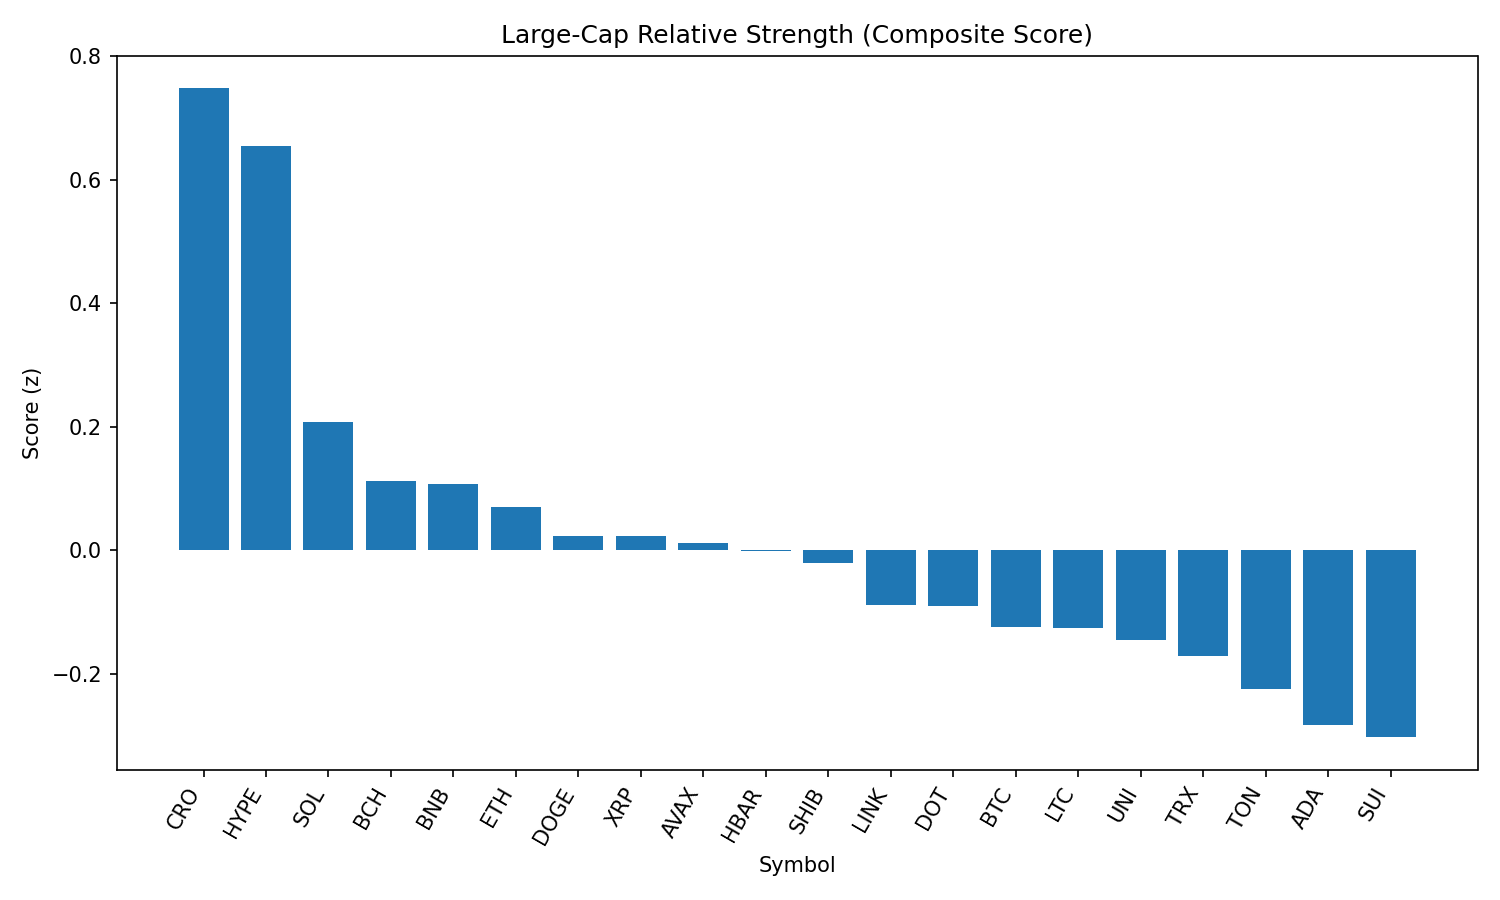 Large-Cap Relative Strength (Composite Score)
Score (z)
0.8
0.6
0.4
0.2
0.0
−0.2
CRO
HYPE
SOL
BCH
BNB
ETH
DOGE
XRP
AVAX
HBAR
SHIB
LINK
DOT
BTC
LTC
UNI
TRX
TON
ADA
SUI
Symbol